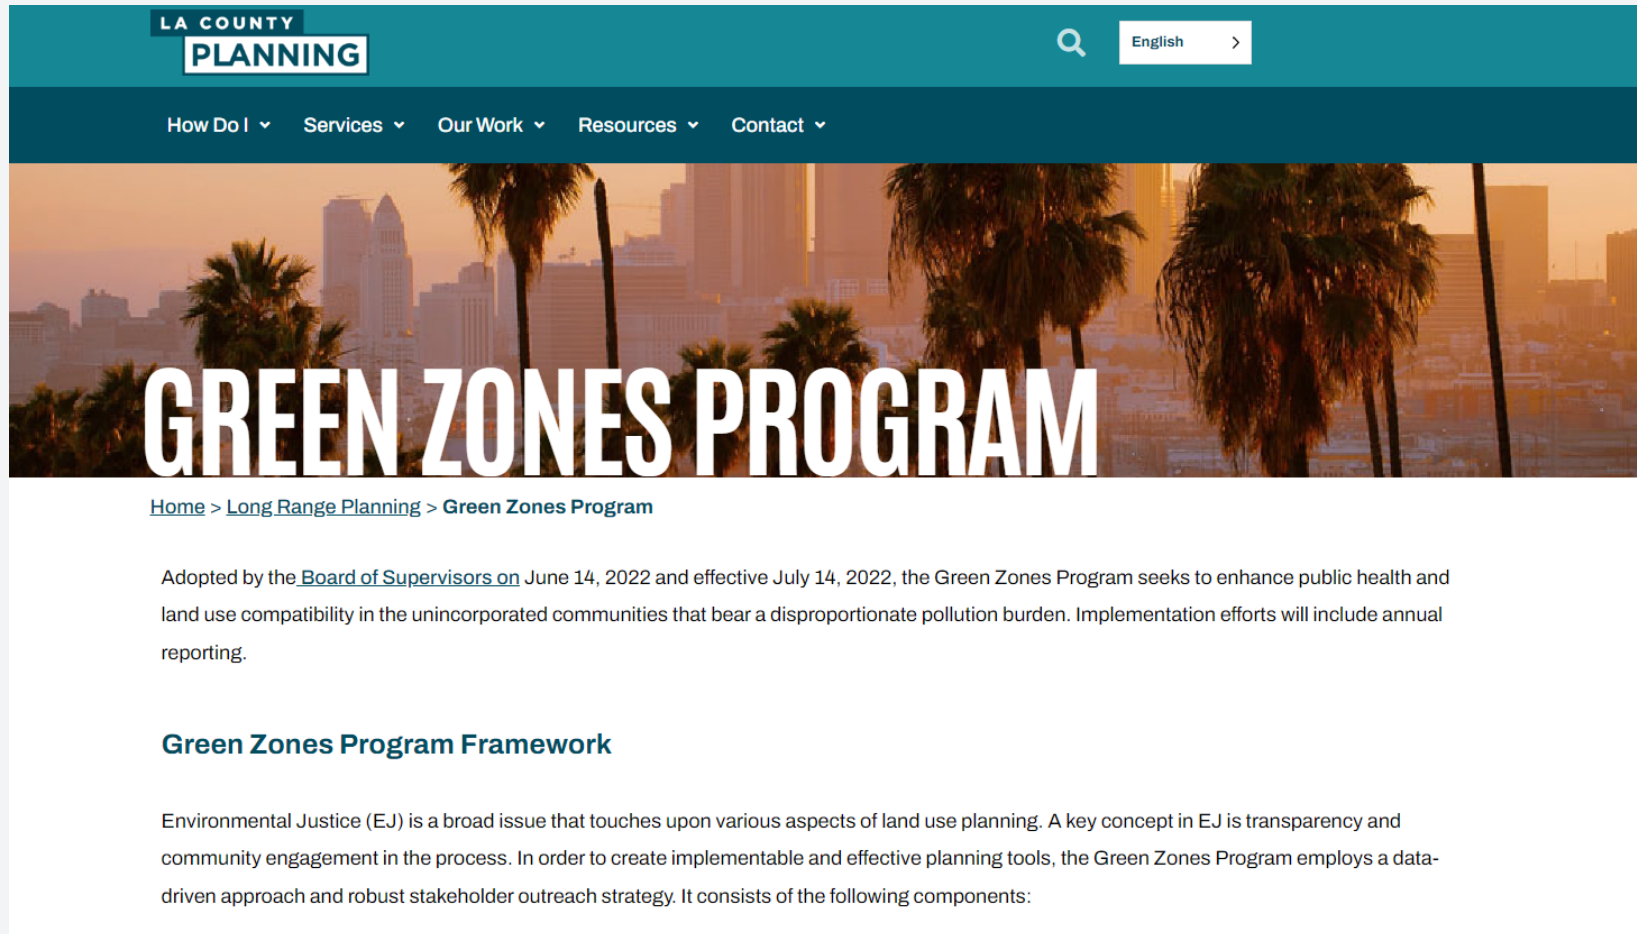 LA COUNTY
PLANNING
English
How Do I
Services
Our Work
Resources
Contact
GREEN ZONES PROGRAM
Home > Long Range Planning > Green Zones Program
Adopted by the Board of Supervisors on June 14, 2022 and effective July 14, 2022, the Green Zones Program seeks to enhance public health and
land use compatibility in the unincorporated communities that bear a disproportionate pollution burden. Implementation efforts will include annual
reporting.
Green Zones Program Framework
Environmental Justice (EJ) is a broad issue that touches upon various aspects of land use planning. A key concept in EJ is transparency and
community engagement in the process. In order to create implementable and effective planning tools, the Green Zones Program employs a data-
driven approach and robust stakeholder outreach strategy. It consists of the following components: